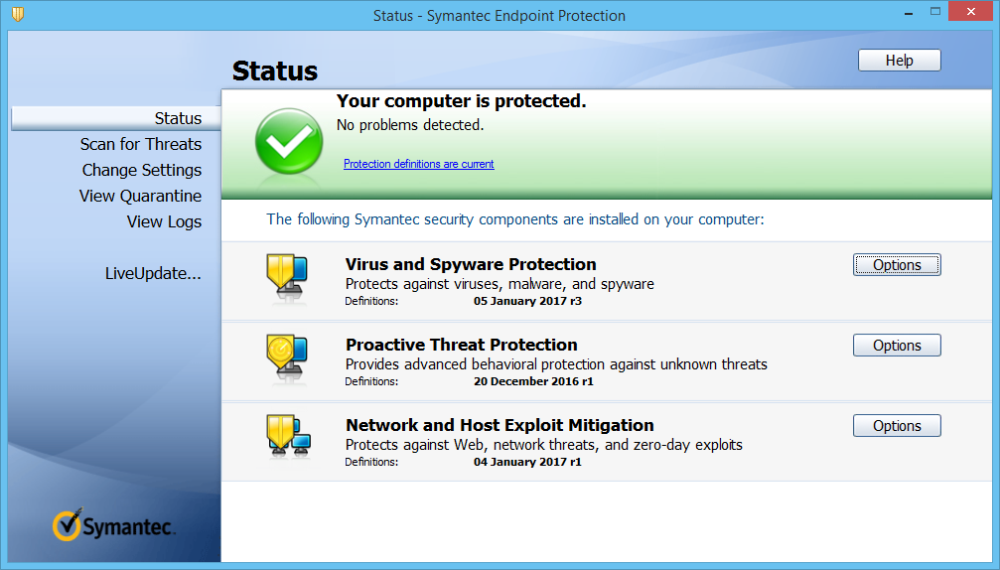 Status - Symantec Endpoint Protection
Status
Help
Status
Scan for Threats
Change Settings
View Quarantine
View Logs
LiveUpdate...
Symantec.
Your computer is protected.
No problems detected.
Protection definitions are current
The following Symantec security components are installed on your computer:
Virus and Spyware Protection
Protects against viruses, malware, and spyware
Definitions: 05 January 2017 r3
Options
Proactive Threat Protection
Provides advanced behavioral protection against unknown threats
Definitions: 20 December 2016 r1
Options
Network and Host Exploit Mitigation
Protects against Web, network threats, and zero-day exploits
Definitions: 04 January 2017 r1
Options